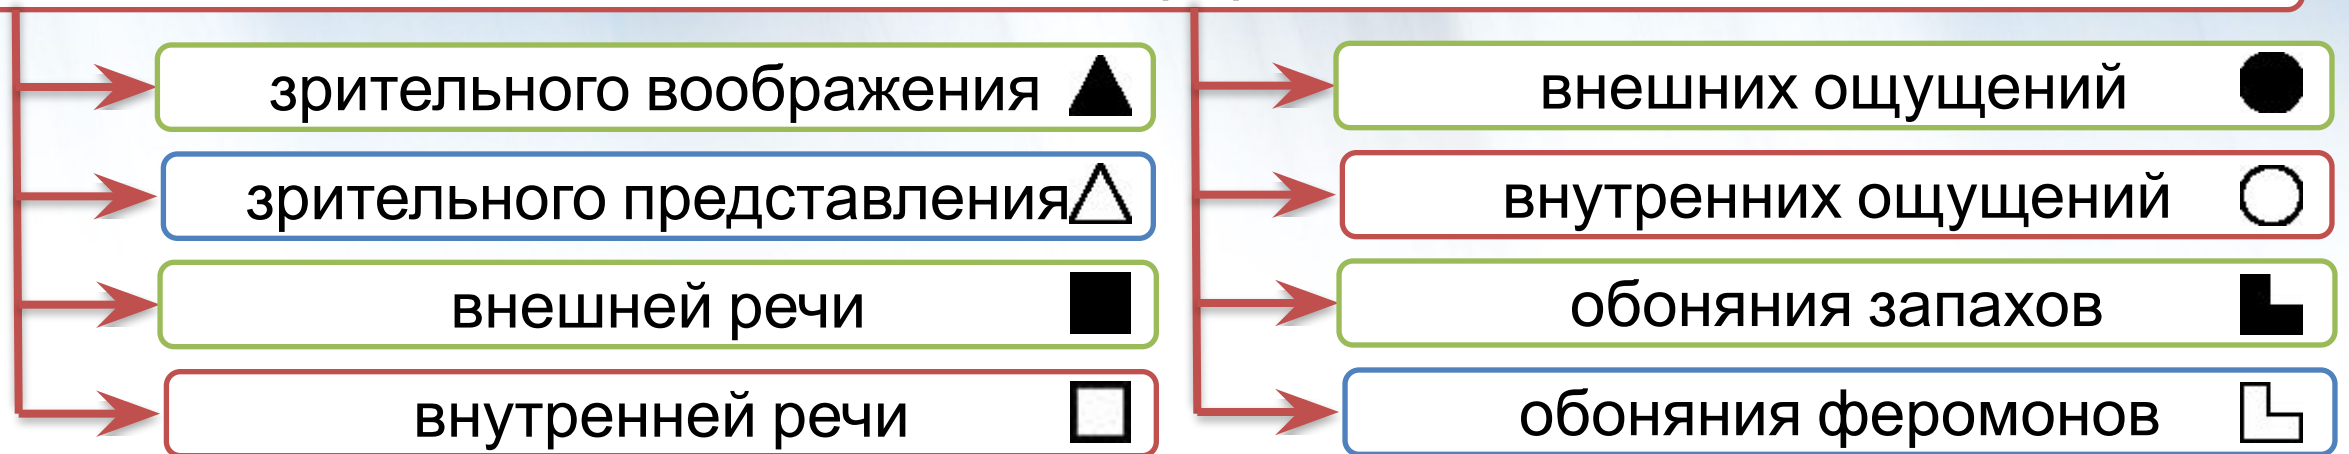 зрительного воображения
зрительного представления
внешней речи
внутренней речи
внешних ощущений
внутренних ощущений
обоняния запахов
обоняния феромонов